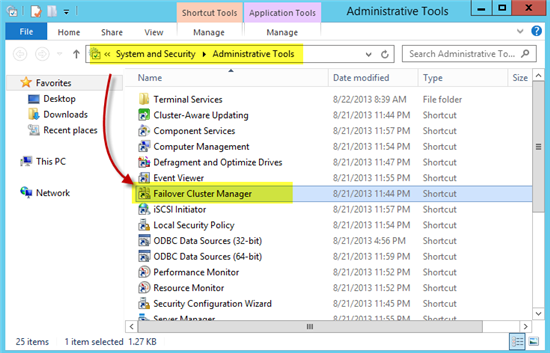 Shortcut Tools Application Tools Administrative Tools
File Home Share View Manage Manage
« System and Security Administrative Tools Search Administrative To...
Name Date modified Type Size
Favorites
Desktop
Downloads
Recent places
This PC
Network
Terminal Services 8/22/2013 8:39 AM File folder
Cluster-Aware Updating 8/21/2013 11:44 PM Shortcut
Component Services 8/21/2013 11:57 PM Shortcut
Computer Management 8/21/2013 11:54 PM Shortcut
Defragment and Optimize Drives 8/21/2013 11:47 PM Shortcut
Event Viewer 8/21/2013 11:55 PM Shortcut
Failover Cluster Manager 8/21/2013 11:44 PM Shortcut
iSCSI Initiator 8/21/2013 11:57 PM Shortcut
Local Security Policy 8/21/2013 11:54 PM Shortcut
ODBC Data Sources (32-bit) 8/21/2013 4:56 PM Shortcut
ODBC Data Sources (64-bit) 8/21/2013 11:59 PM Shortcut
Performance Monitor 8/21/2013 11:52 PM Shortcut
Resource Monitor 8/21/2013 11:52 PM Shortcut
Security Configuration Wizard 8/21/2013 11:45 PM Shortcut
Server Manager
25 items 1 item selected 1.27 KB